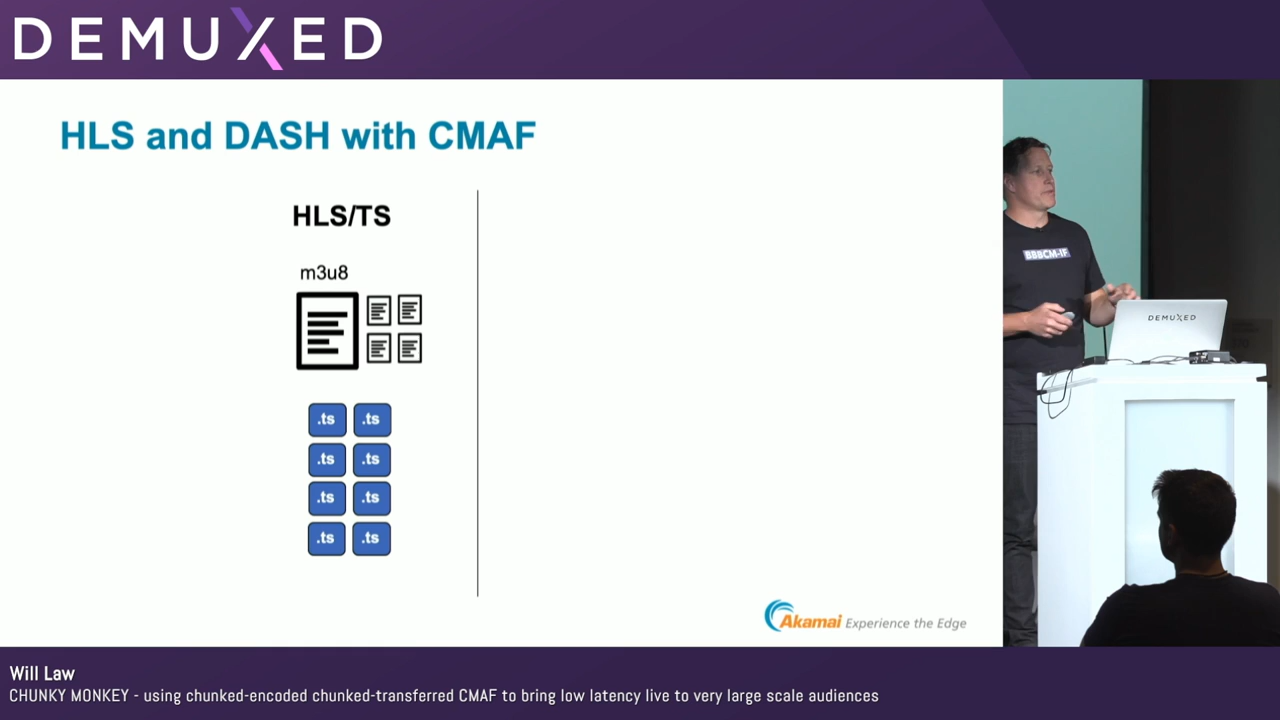 DEMUXED
HLS and DASH with CMAF
HLS/TS
m3u8
.ts .ts
.ts .ts
.ts .ts
.ts .ts
Akamai Experience the Edge
BBBCM-IF
DEMUXED
Will Law
CHUNKY MONKEY - using chunked-encoded chunked-transferred CMAF to bring low latency live to very large scale audiences